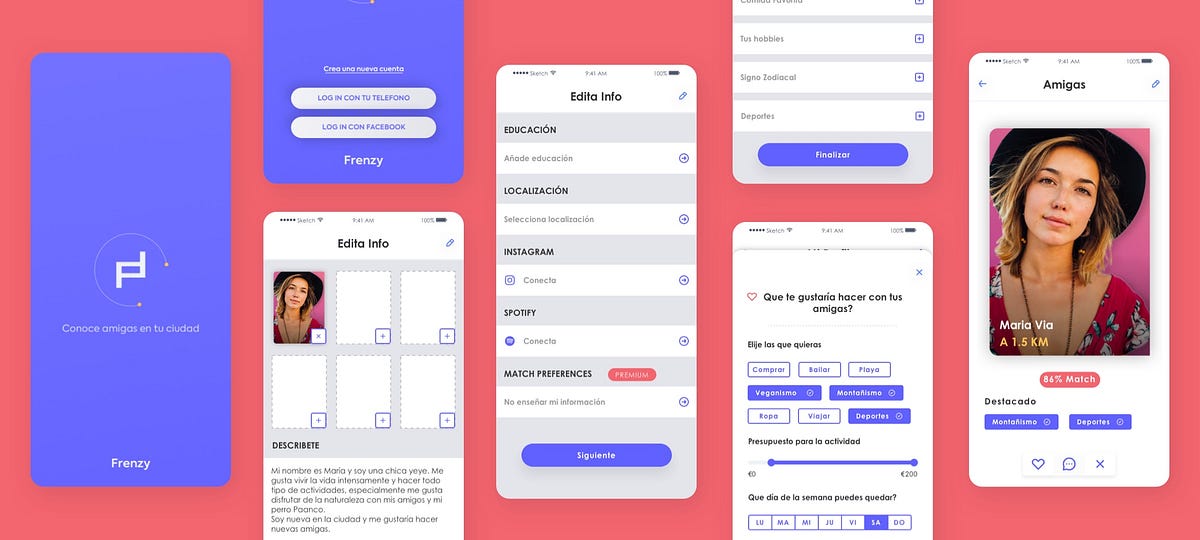 Conoce amigas en tu ciudad
Frenzy
Crea una nueva cuenta
LOG IN CON TU TELEFONO
LOG IN CON FACEBOOK
Frenzy
Sketch
9:41 AM
100%
Edita Info
DESCRIBETE
Mi nombre es María y soy una chica yeye. Me
gusta vivir la vida intensamente y hacer todo
tipo de actividades, especialmente me gusta
disfrutar de la naturaleza con mis amigos y mi
perro Paanco.
Soy nueva en la ciudad y me gustaría hacer
nuevas amigas.
Sketch
9:41 AM
100%
Edita Info
EDUCACIÓN
Añade educación
LOCALIZACIÓN
Selecciona localización
INSTAGRAM
Conecta
SPOTIFY
Conecta
MATCH PREFERENCES PREMIUM
No enseñar mi información
Siguiente
Comida Favorita
Tus hobbies
Signo Zodiacal
Deportes
Finalizar
Sketch
9:41 AM
100%
Que te gustaría hacer con tus
amigas?
Elije las que quieras
Comprar Bailar Playa
Veganismo Montañismo
Ropa Viajar Deportes
Presupuesto para la actividad
€0 €200
Que día de la semana puedes quedar?
LU MA MI JU VI SA DO
Sketch
9:41 AM
100%
Amigas
Maria Via
A 1.5 KM
86% Match
Destacado
Montañismo Deportes